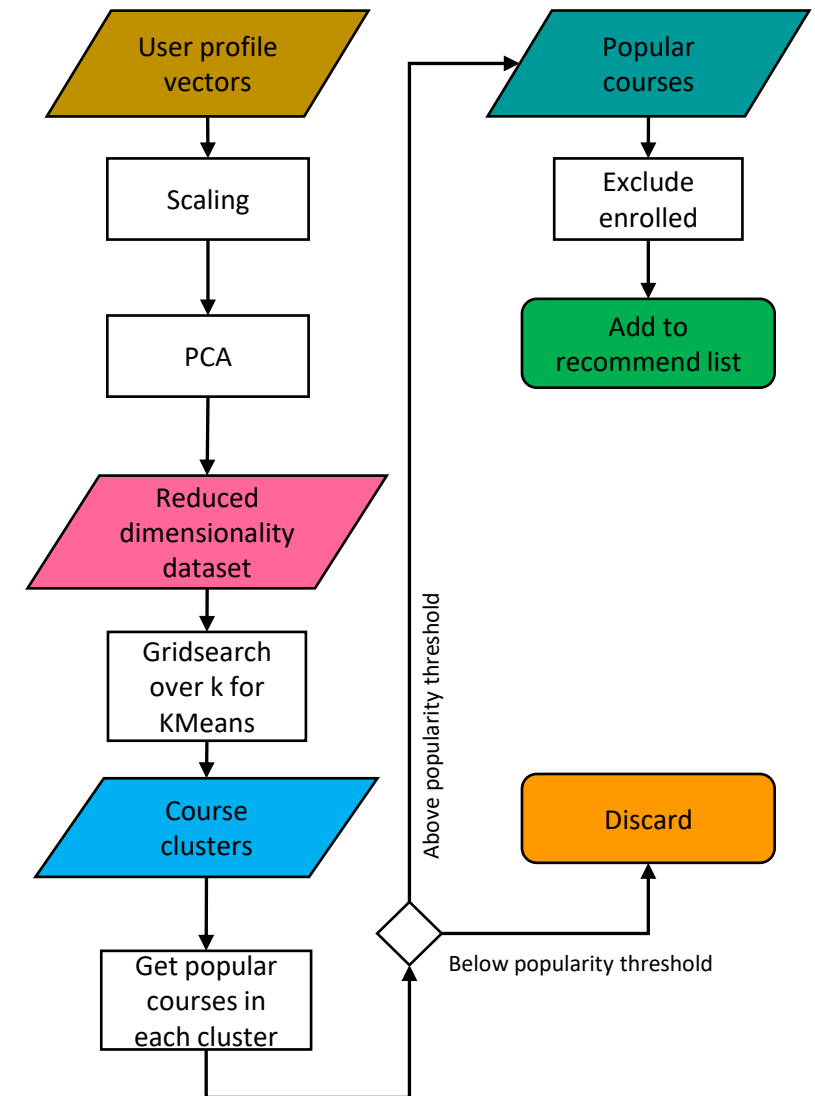 User profile
vectors
Scaling
PCA
Reduced
dimensionality
dataset
Gridsearch
over k for
KMeans
Course
clusters
Get popular
courses in
each cluster
Above popularity threshold
Below popularity threshold
Popular
courses
Exclude
enrolled
Add to
recommend list
Discard